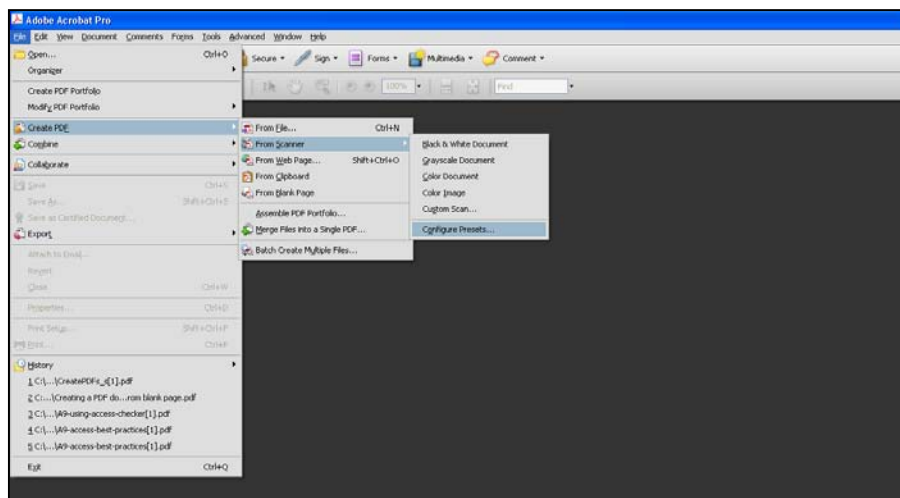 Adobe Acrobat Pro
File Edit View Document Comments Forms Tools Advanced Window Help
Secure Sign Forms Multimedia Comment
100% Find
Open... Ctrl+O
Organizer
Create PDF Portfolio
Modify PDF Portfolio
Create PDF
Combine
Collaborate
Save Ctrl+S
Save As... Shift+Ctrl+S
Save as Certified Document...
Export
Attach to Email...
Revert
Close Ctrl+W
Properties... Ctrl+D
Print Setup... Shift+Ctrl+P
Print... Ctrl+P
History
1 C:\...\CreatePDFs_s[1].pdf
2 C:\...\Creating a PDF do...rom blank page.pdf
3 C:\...\A9-using-access-checker[1].pdf
4 C:\...\A9-access-best-practices[1].pdf
5 C:\...\A9-access-best-practices[1].pdf
Exit Ctrl+Q
From File... Ctrl+N
From Scanner
From Web Page... Shift+Ctrl+O
From Clipboard
From Blank Page
Assemble PDF Portfolio...
Merge Files into a Single PDF...
Batch Create Multiple Files...
Black & White Document
Grayscale Document
Color Document
Color Image
Custom Scan...
Configure Presets...